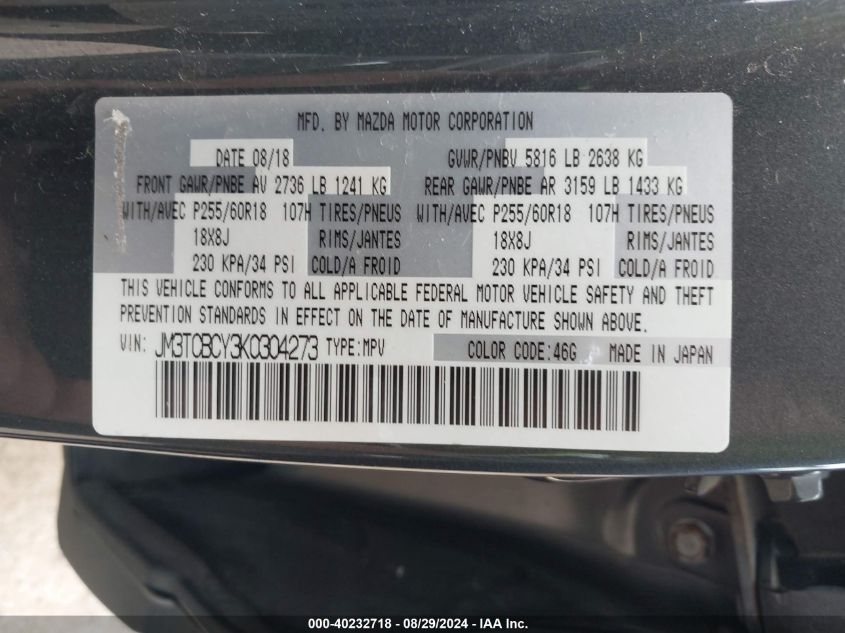 MFD. BY MAZDA MOTOR CORPORATION
DATE 08/18 GVWR/PNBV 5816 LB 2638 KG
FRONT GAWR/PNBE AV 2736 LB 1241 KG REAR GAWR/PNBE AR 3159 LB 1433 KG
WITH/AVEC P255/60R18 107H TIRES/PNEUS WITH/AVEC P255/60R18 107H TIRES/PNEUS
18X8J RIMS/JANTES 18X8J RIMS/JANTES
230 KPA/34 PSI COLD/A FROID 230 KPA/34 PSI COLD/A FROID
THIS VEHICLE CONFORMS TO ALL APPLICABLE FEDERAL MOTOR VEHICLE SAFETY AND THEFT
PREVENTION STANDARDS IN EFFECT ON THE DATE OF MANUFACTURE SHOWN ABOVE.
VIN: JM3TCBCY3K0304273 TYPE:MPV COLOR CODE:46G MADE IN JAPAN
000-40232718 - 08/29/2024 - IAA Inc.